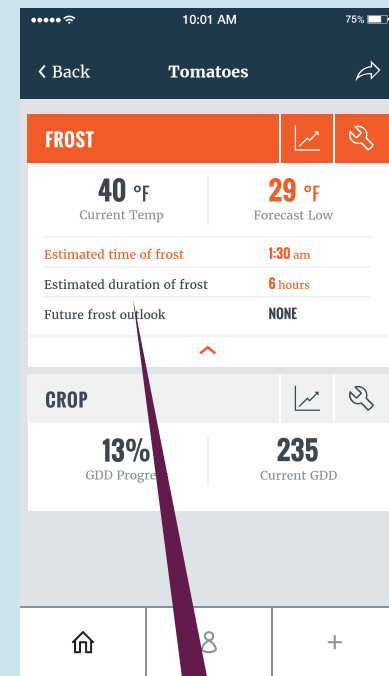 10:01 AM 75%
Back Tomatoes
FROST
40 °F 29 °F
Current Temp Forecast Low
Estimated time of frost 1:30 am
Estimated duration of frost 6 hours
Future frost outlook NONE
CROP
13% 235
GDD Progre Current GDD